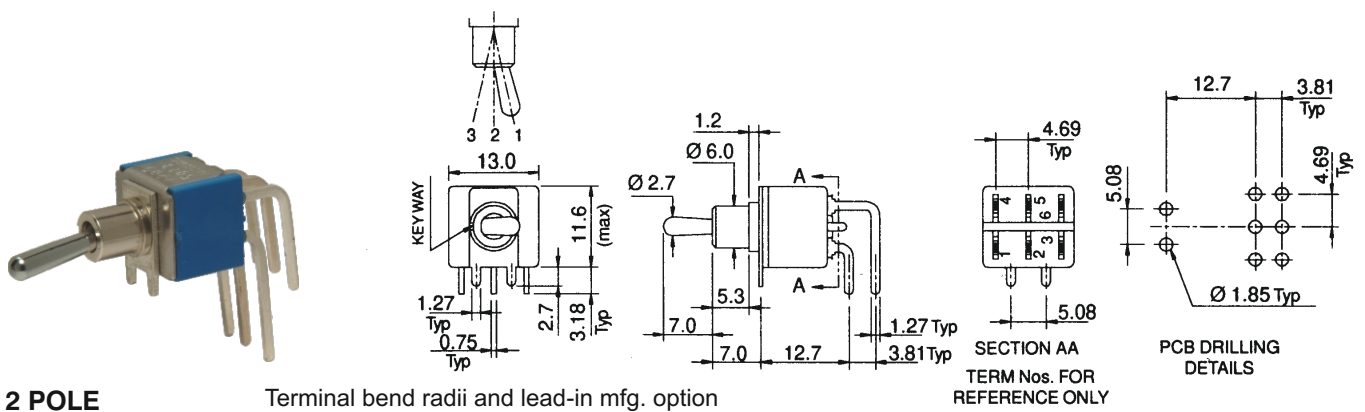 3 2 1
13.0
KEY WAY
11.6
(max)
1.27
Typ
0.75
Typ
2.7
3.18
Typ
1.2
Ø 6.0
Ø 2.7
A
A
5.3
7.0
7.0
12.7
1.27 Typ
3.81 Typ
4.69
Typ
4
5
6
1
2
3
5.08
SECTION AA
TERM Nos. FOR
REFERENCE ONLY
12.7
3.81
Typ
5.08
4.69
Typ
Ø 1.85 Typ
PCB DRILLING
DETAILS
2 POLE
Terminal bend radii and lead-in mfg. option